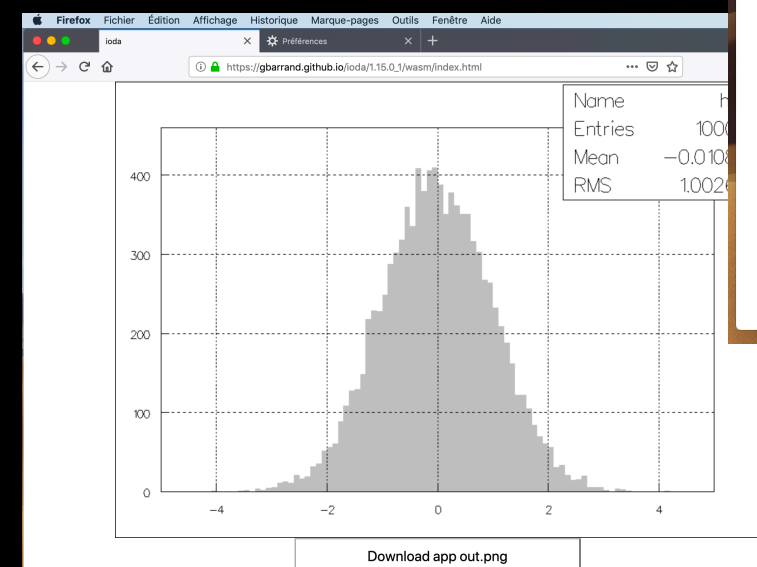 Firefox Fichier Édition Affichage Historique Marque-pages Outils Fenêtre Aide
ioda × Préférences × +
https://gbarrand.github.io/ioda/1.15.0_1/wasm/index.html
Name
Entries
Mean
RMS
400
300
200
100
0
−4 −2 0 2 4
Download app out.png